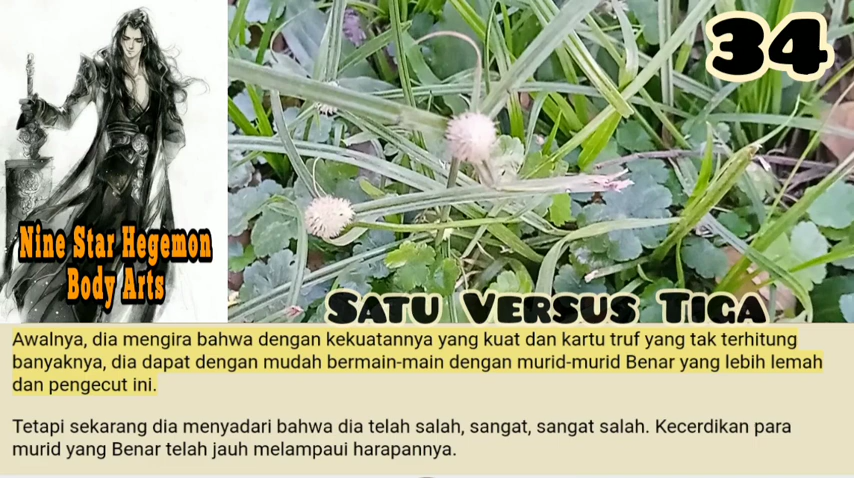 34
Nine Star Hegemon
Body Arts
Satu Versus Tiga
Awalnya, dia mengira bahwa dengan kekuatannya yang kuat dan kartu truf yang tak terhitung
banyaknya, dia dapat dengan mudah bermain-main dengan murid-murid Benar yang lebih lemah
dan pengecut ini.
Tetapi sekarang dia menyadari bahwa dia telah salah, sangat, sangat salah. Kecerdikan para
murid yang Benar telah jauh melampaui harapannya.